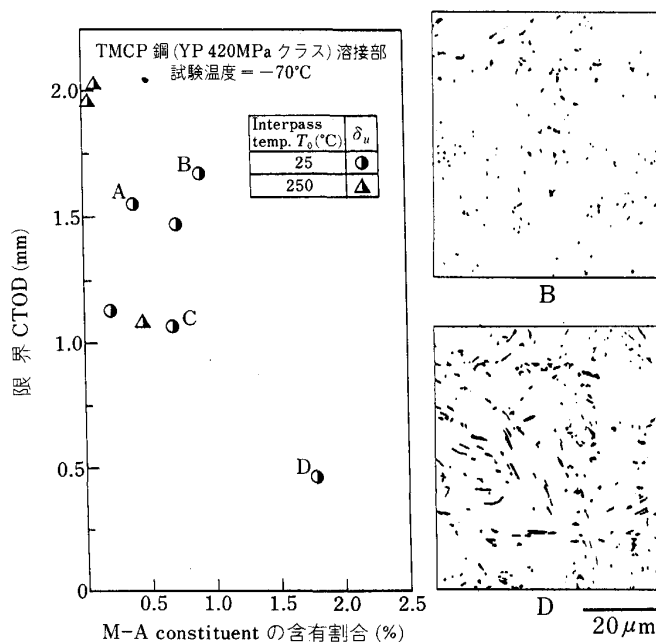 TMCP 鋼 (YP 420MPa クラス) 溶接部
試験温度 = −70°C
Interpass temp. T₀(°C) δᵤ
25
250
限界 CTOD (mm)
2.0
1.5
1.0
0.5
0
A
B
C
D
0.5 1.0 1.5 2.0 2.5
M-A constituent の含有割合 (%)
B
D
20 μm